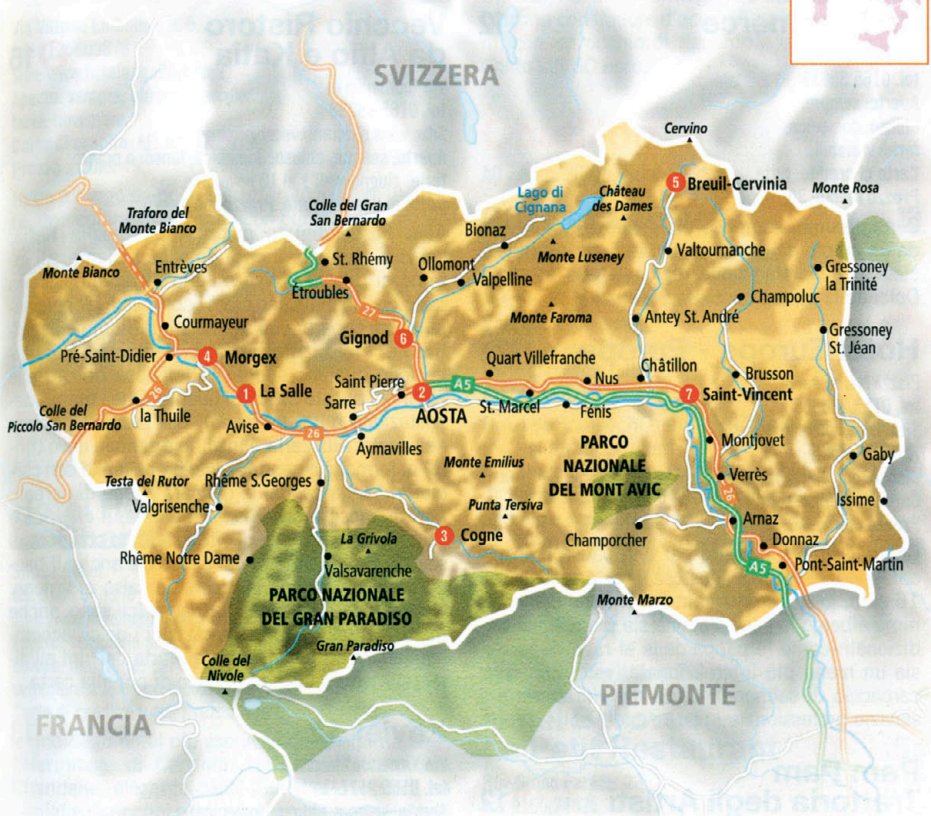 SVIZZERA
Cervino
5 Breuil-Cervinia
Monte Rosa
Lago di
Cignana
Château
des Dames
Colle del Gran
San Bernardo
Traforo del
Monte Bianco
Bionaz
Valtournanche
Monte Luseney
St. Rhémy
Ollomont
Valpelline
Monte Bianco
Entrèves
Gressoney
la Trinité
Étroubles
Champoluc
27
Monte Faroma
Antey St. André
Courmayeur
Gignod 6
Gressoney
St. Jéan
Pré-Saint-Didier
4 Morgex
Quart Villefranche
Châtillon
Brusson
26
1 La Salle
Saint Pierre
2
A5
Nus
7 Saint-Vincent
la Thuile
Sarre
AOSTA
St. Marcel
Fénis
Colle del
Piccolo San Bernardo
Avise
26
Aymavilles
PARCO
NAZIONALE
DEL MONT AVIC
Montjovet
Gaby
Monte Emilius
Verrès
Testa del Rutor
Rhême S.Georges
26
Valgrisenche
Punta Tersiva
Issime
Arnaz
La Grivola
3 Cogne
Champorcher
Donnaz
Rhême Notre Dame
Valsavarenche
A5
Pont-Saint-Martin
PARCO NAZIONALE
DEL GRAN PARADISO
Monte Marzo
Gran Paradiso
Colle del
Nivole
PIEMONTE
FRANCIA